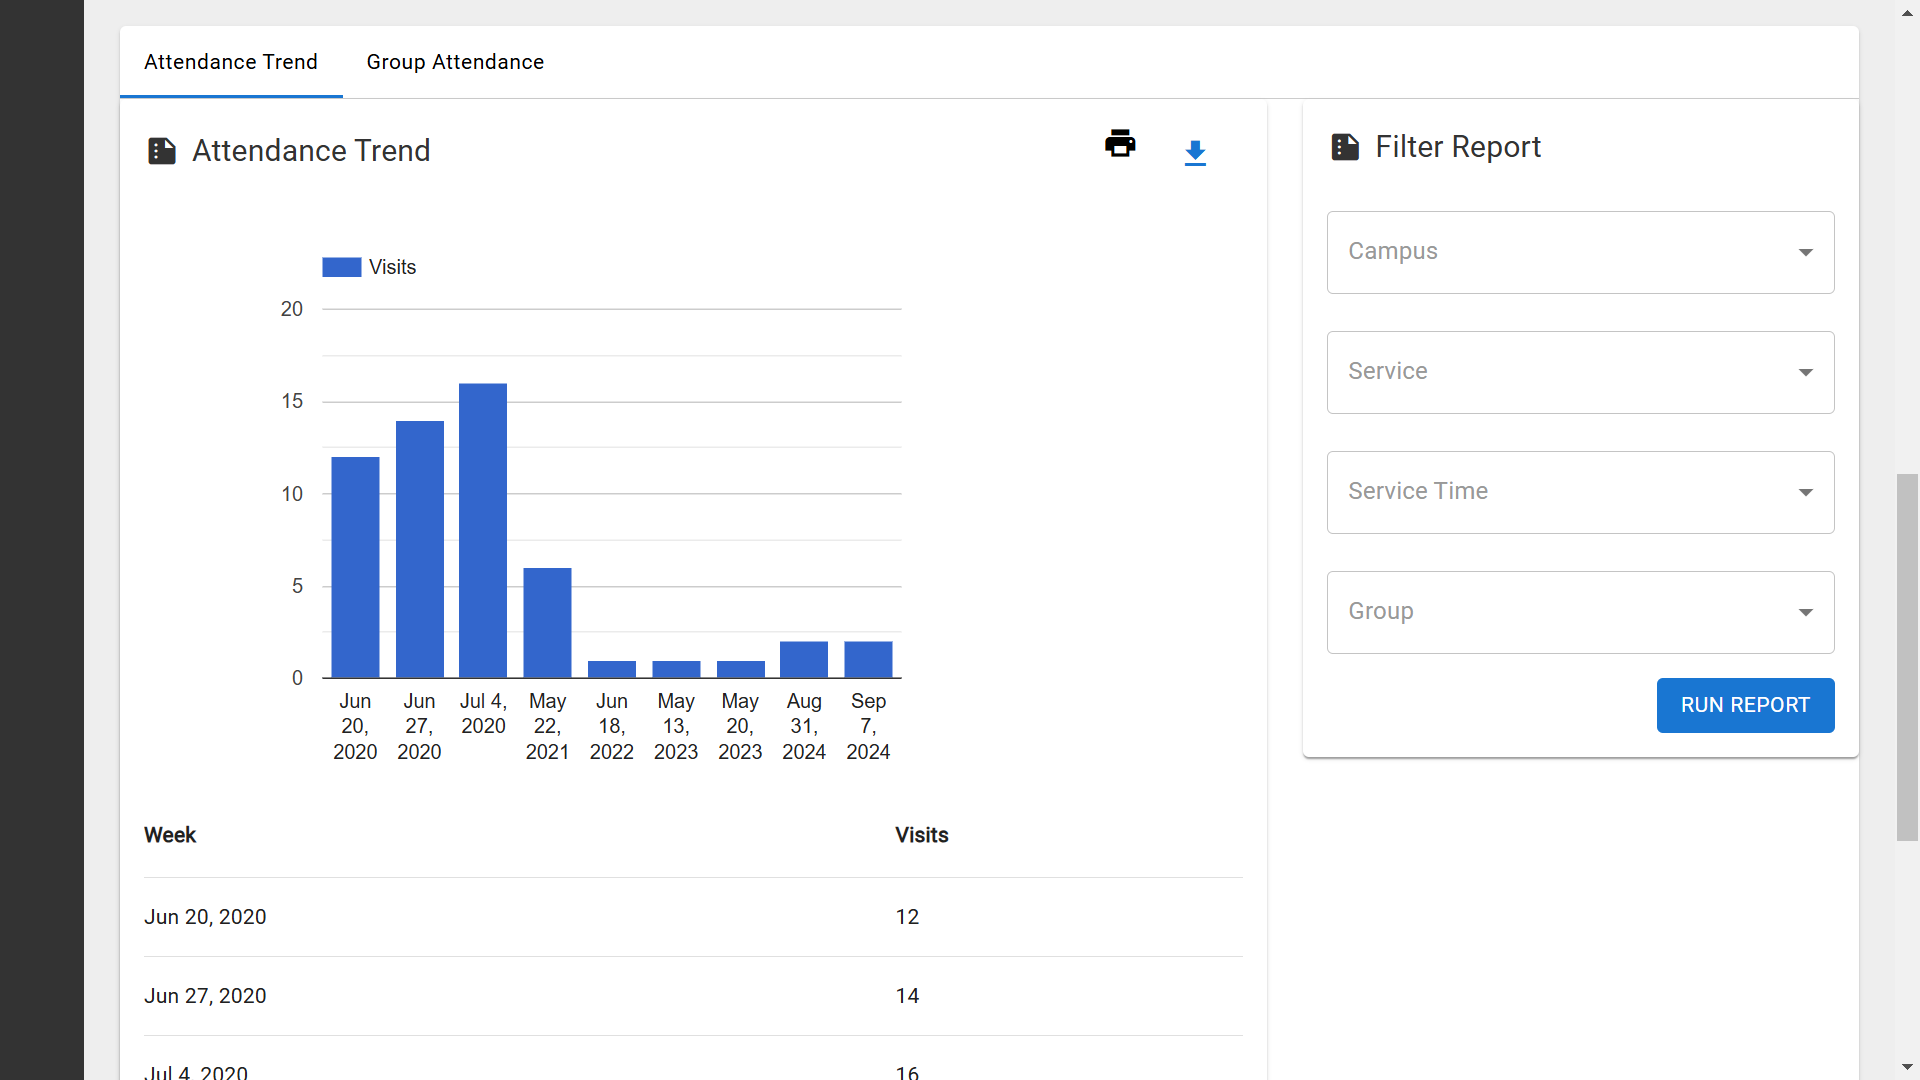 Attendance Trend
Group Attendance
Attendance Trend
Visits
20
15
10
5
0
Jun 20, 2020
Jun 27, 2020
Jul 4, 2020
May 22, 2021
Jun 18, 2022
May 13, 2023
May 20, 2023
Aug 31, 2024
Sep 7, 2024
Week Visits
Jun 20, 2020 12
Jun 27, 2020 14
Jul 4, 2020 16
Filter Report
Campus
Service
Service Time
Group
RUN REPORT